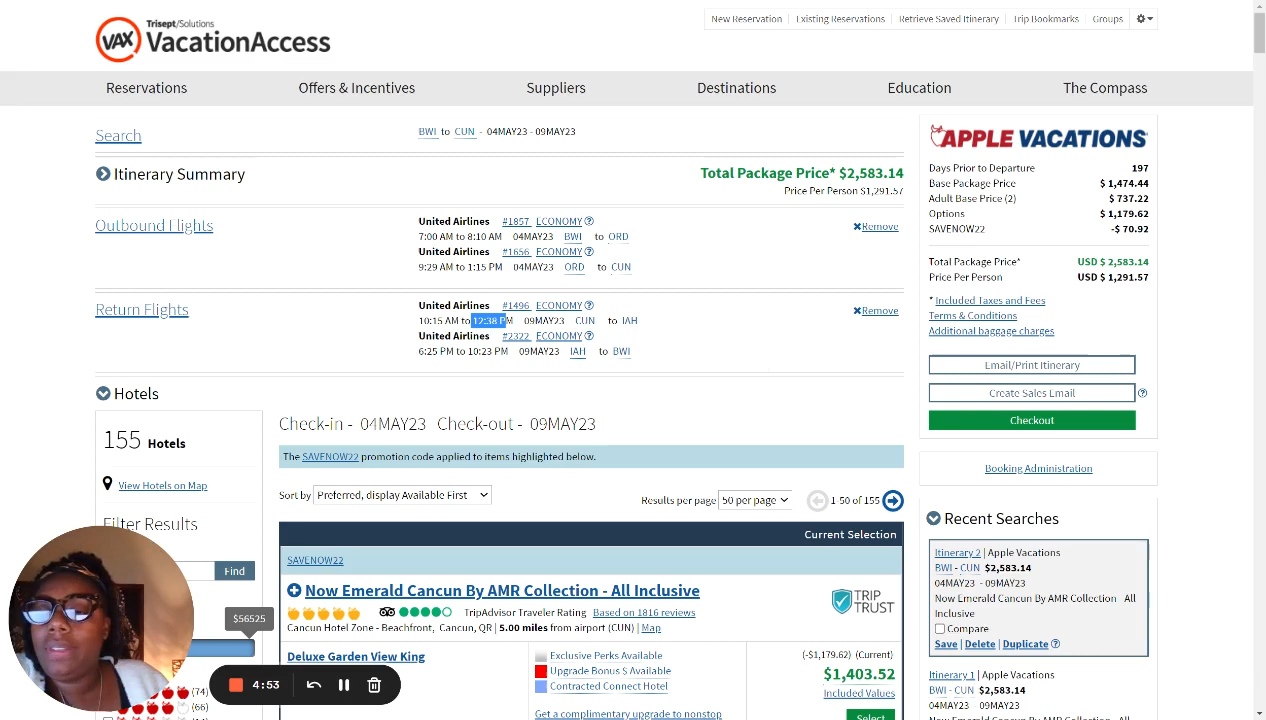 New Reservation Existing Reservations Retrieve Saved Itinerary Trip Bookmarks Groups
Trisept/Solutions
VAX VacationAccess
Reservations Offers & Incentives Suppliers Destinations Education The Compass
Search BWI to CUN - 04MAY23 - 09MAY23
Itinerary Summary Total Package Price* $2,583.14
Price Per Person $1,291.57
Outbound Flights United Airlines #1857 ECONOMY Remove
7:00 AM to 8:10 AM 04MAY23 BWI to ORD
United Airlines #1656 ECONOMY
9:29 AM to 1:15 PM 04MAY23 ORD to CUN
Return Flights United Airlines #1496 ECONOMY Remove
10:15 AM to 12:38 PM 09MAY23 CUN to IAH
United Airlines #2322 ECONOMY
6:25 PM to 10:23 PM 09MAY23 IAH to BWI
Hotels
155 Hotels
View Hotels on Map
Filter Results
Find
$56525
(74)
(66)
4:53
Check-in - 04MAY23 Check-out - 09MAY23
The SAVENOW22 promotion code applied to items highlighted below.
Sort by Preferred, display Available First Results per page 50 per page 1-50 of 155
Current Selection
SAVENOW22
Now Emerald Cancun By AMR Collection - All Inclusive
TRIP TRUST
TripAdvisor Traveler Rating Based on 1816 reviews
Cancun Hotel Zone - Beachfront, Cancun, QR | 5.00 miles from airport (CUN) | Map
Deluxe Garden View King
Exclusive Perks Available
Upgrade Bonus $ Available
Contracted Connect Hotel
Get a complimentary upgrade to nonstop
(-$1,179.62) (Current)
$1,403.52
Included Values
Select
APPLE VACATIONS
Days Prior to Departure 197
Base Package Price $ 1,474.44
Adult Base Price (2) $ 737.22
Options $ 1,179.62
SAVENOW22 -$ 70.92
Total Package Price* USD $ 2,583.14
Price Per Person USD $ 1,291.57
* Included Taxes and Fees
Terms & Conditions
Additional baggage charges
Email/Print Itinerary
Create Sales Email
Checkout
Booking Administration
Recent Searches
Itinerary 2 | Apple Vacations
BWI - CUN $2,583.14
04MAY23 - 09MAY23
Now Emerald Cancun By AMR Collection - All
Inclusive
Compare
Save | Delete | Duplicate
Itinerary 1 | Apple Vacations
BWI - CUN $2,583.14
04MAY23 - 09MAY23